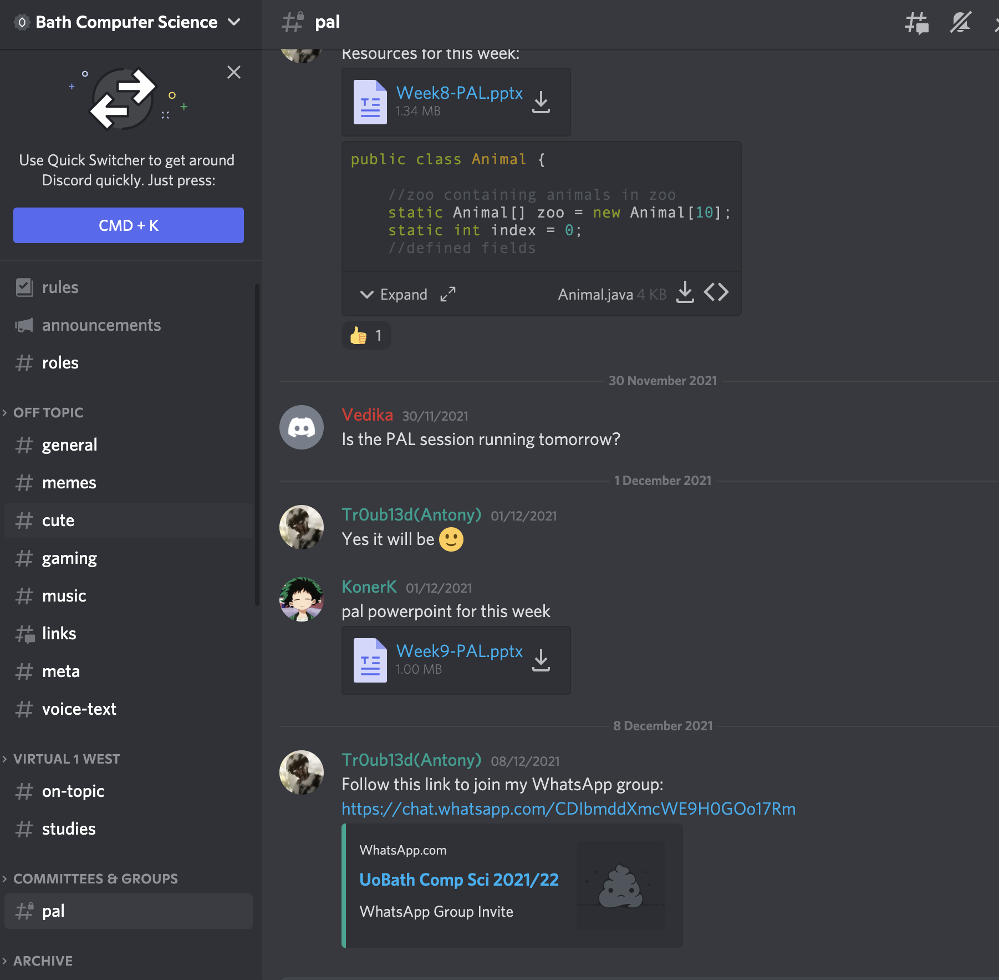 Bath Computer Science
Use Quick Switcher to get around
Discord quickly. Just press:
CMD + K
rules
announcements
roles
OFF TOPIC
general
memes
cute
gaming
music
links
meta
voice-text
VIRTUAL 1 WEST
on-topic
studies
COMMITTEES & GROUPS
pal
ARCHIVE
pal
Resources for this week:
Week8-PAL.pptx
1.34 MB
public class Animal {
//zoo containing animals in zoo
static Animal[] zoo = new Animal[10];
static int index = 0;
//defined fields
Expand Animal.java 4 KB
👍 1
30 November 2021
Vedika 30/11/2021
Is the PAL session running tomorrow?
1 December 2021
Tr0ub13d(Antony) 01/12/2021
Yes it will be 🙂
KonerK 01/12/2021
pal powerpoint for this week
Week9-PAL.pptx
1.00 MB
8 December 2021
Tr0ub13d(Antony) 08/12/2021
Follow this link to join my WhatsApp group:
https://chat.whatsapp.com/CDIbmddXmcWE9H0GOo17Rm
WhatsApp.com
UoBath Comp Sci 2021/22
WhatsApp Group Invite